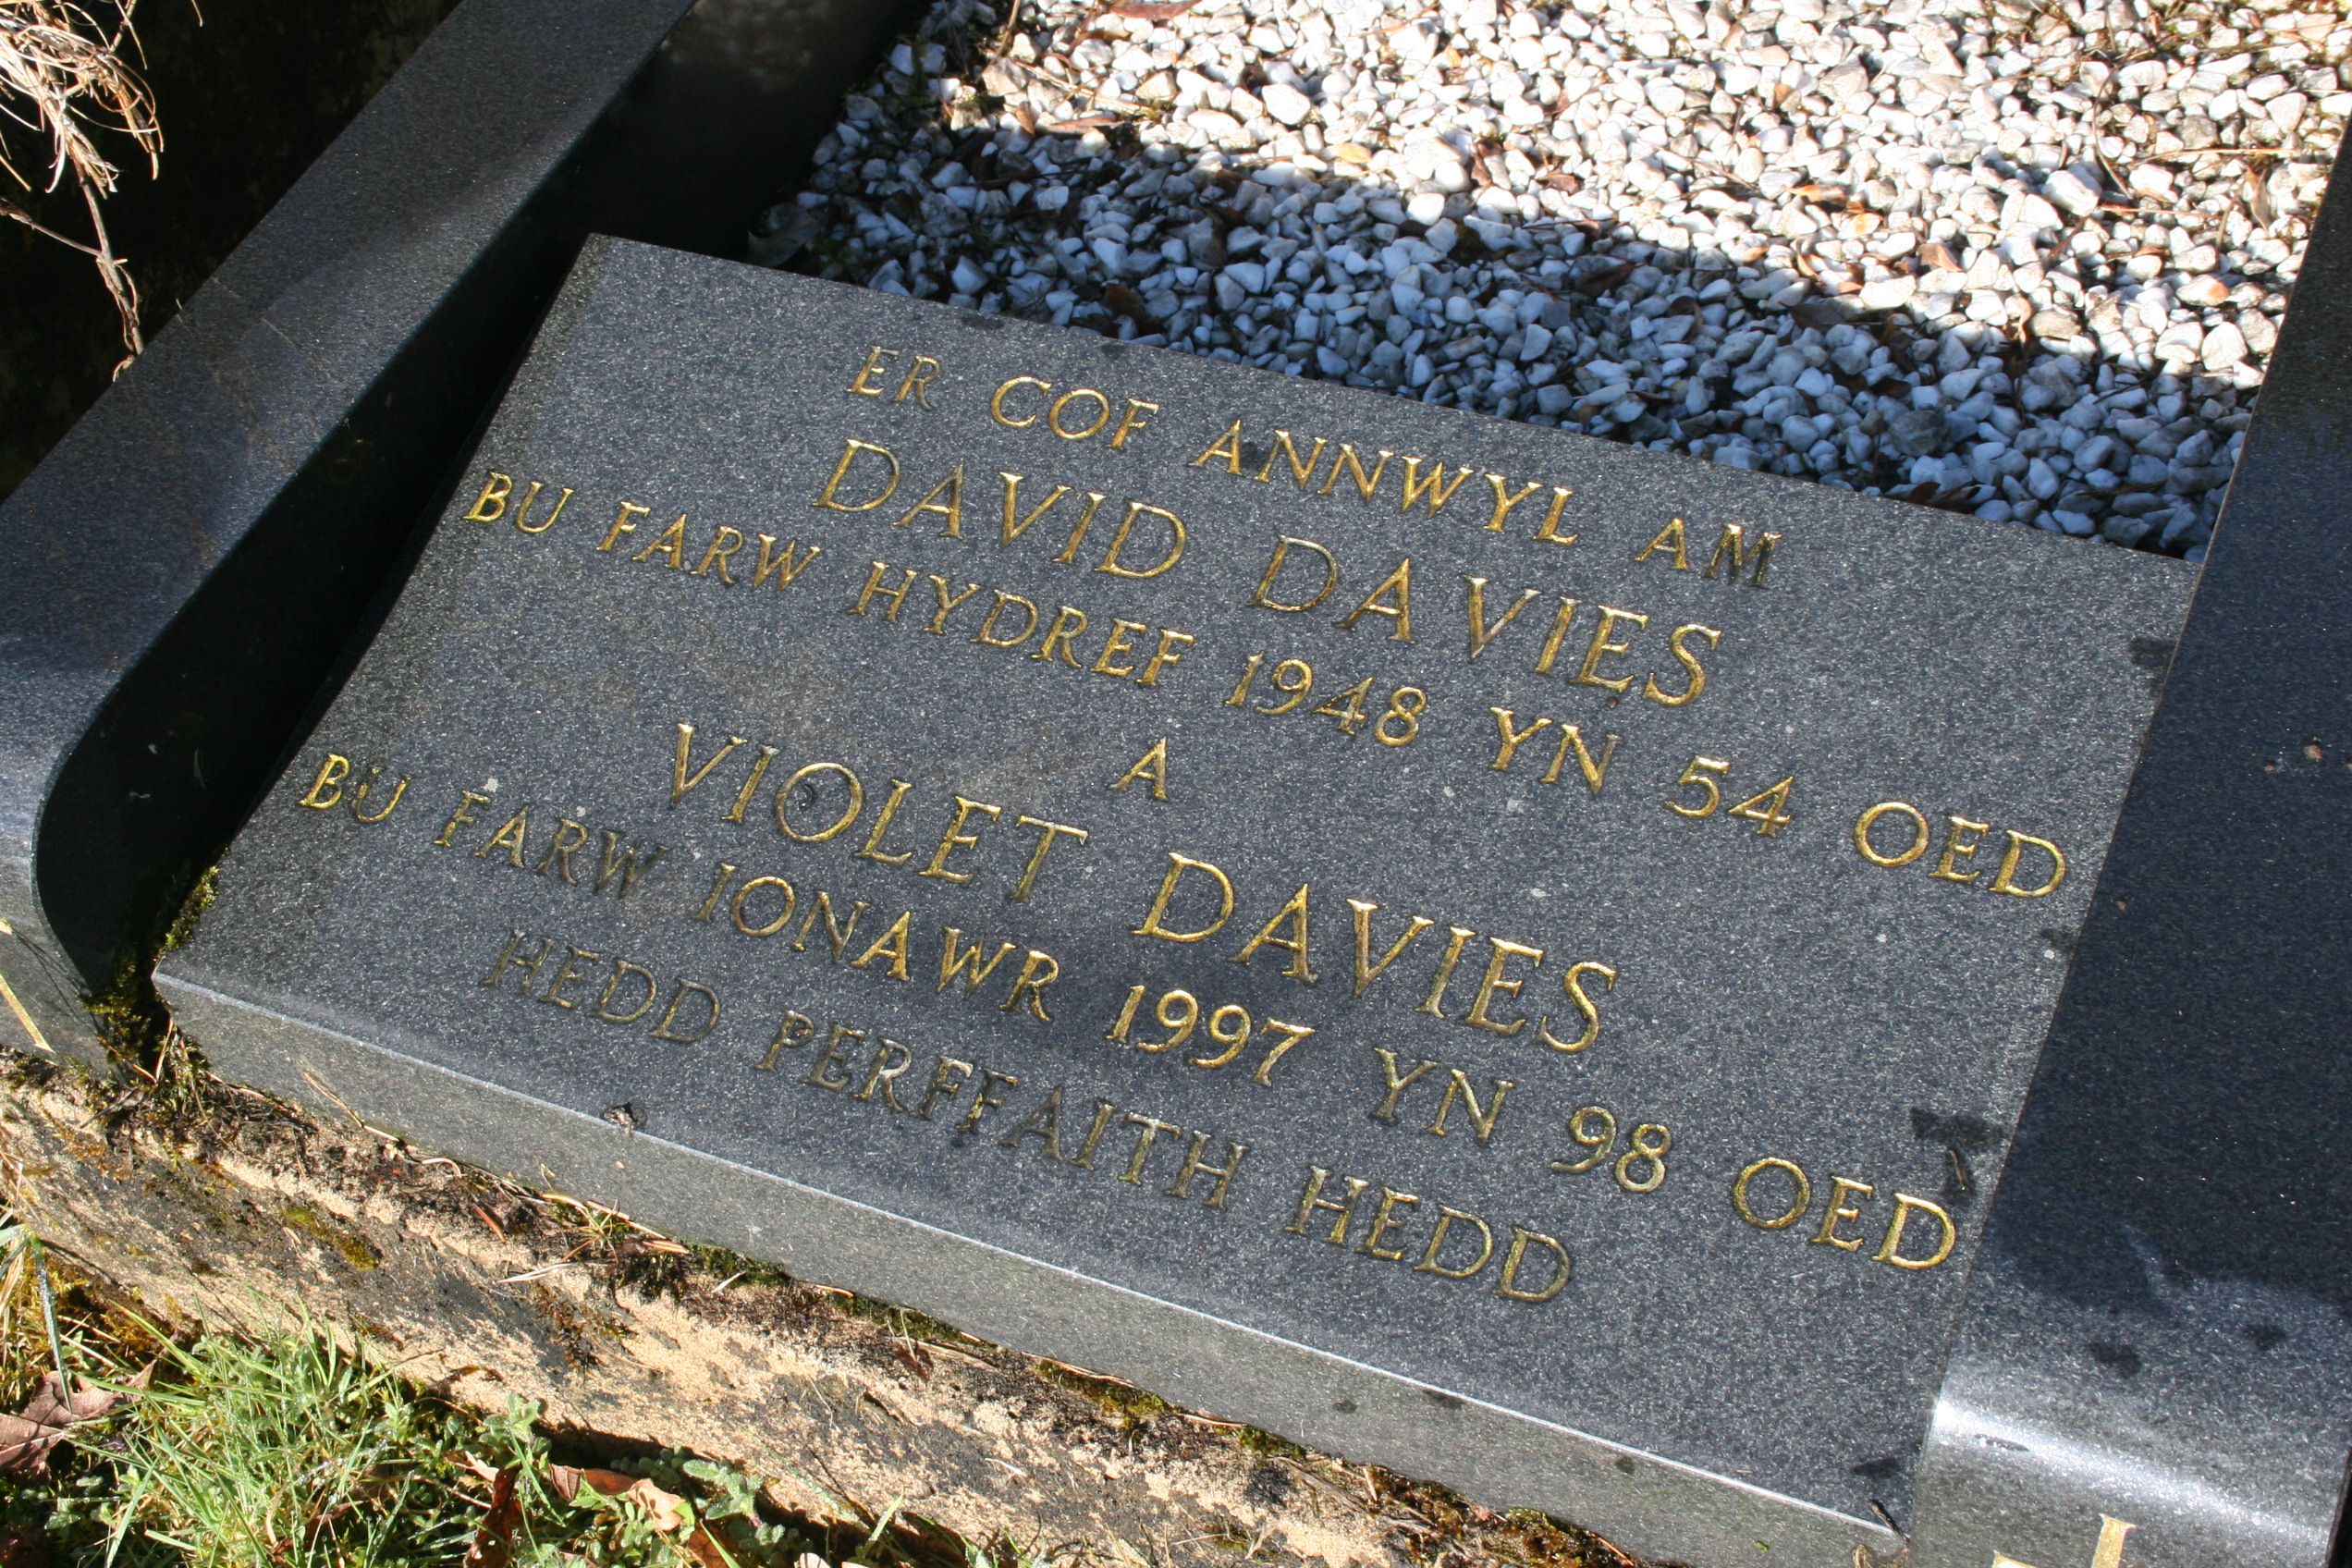 ER COF ANNWYL AM
DAVID DAVIES
BU FARW HYDREF 1948 YN 54 OED
A
VIOLET DAVIES
BU FARW IONAWR 1997 YN 98 OED
HEDD PERFFAITH HEDD